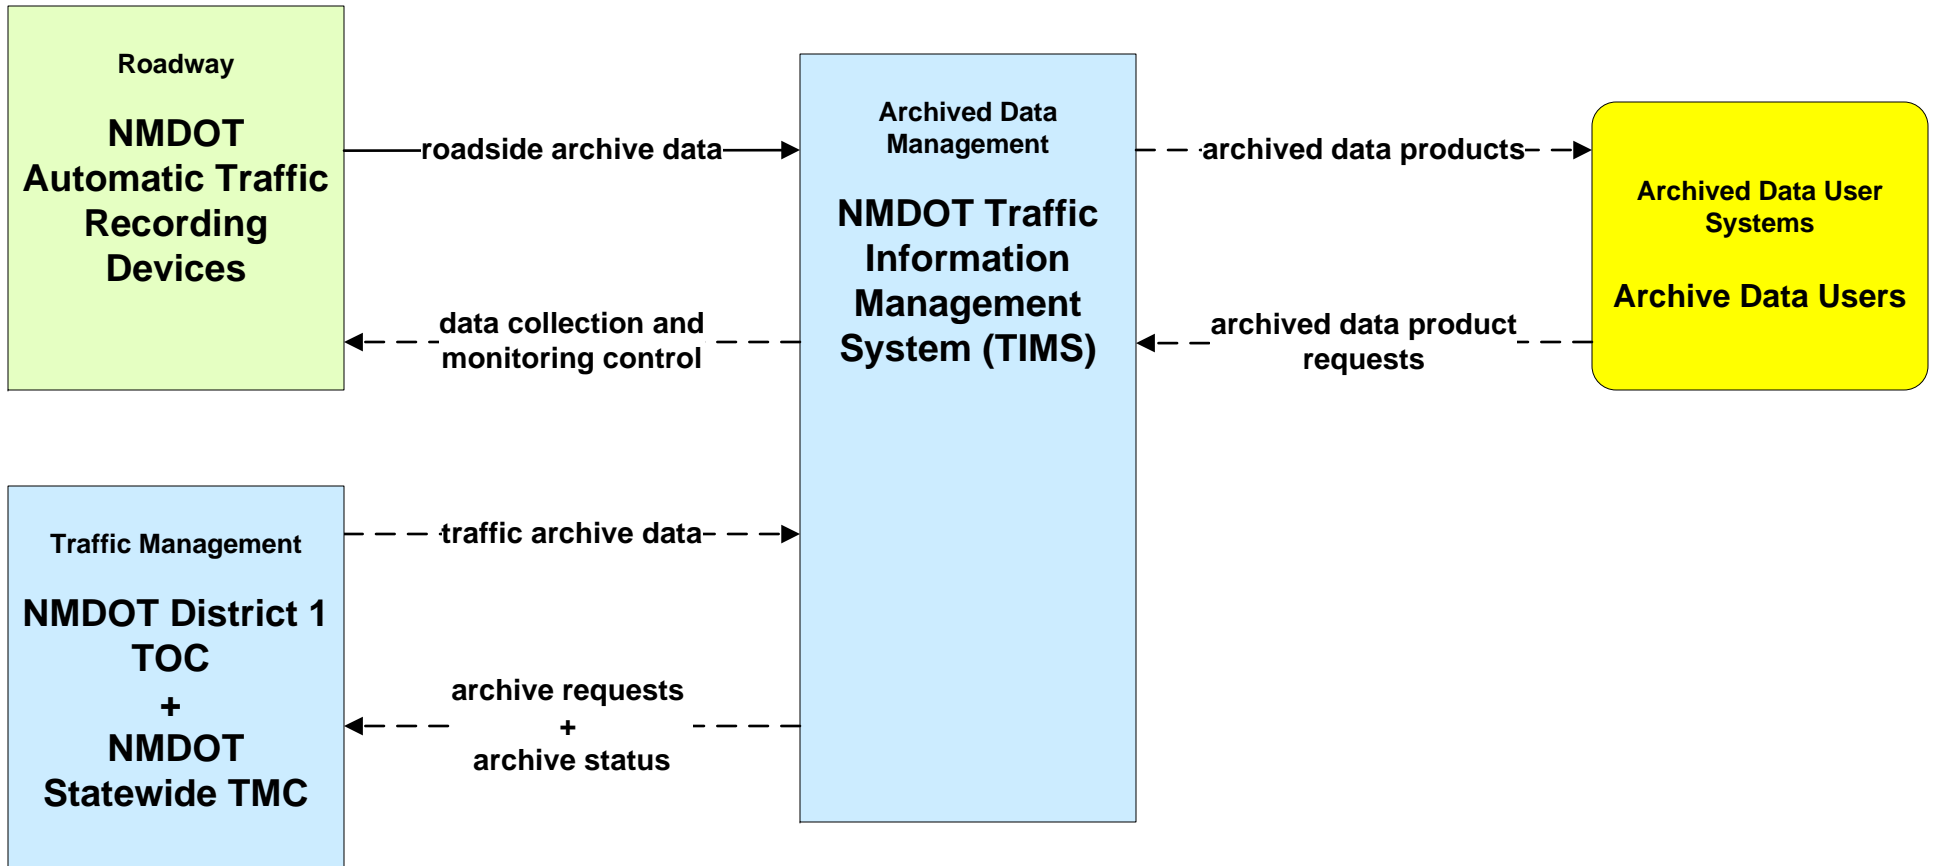 Roadway
NMDOT
Automatic Traffic
Recording
Devices
roadside archive data
data collection and
monitoring control
Archived Data
Management
NMDOT Traffic
Information
Management
System (TIMS)
archived data products
archived data product
requests
Archived Data User
Systems
Archive Data Users
Traffic Management
NMDOT District 1
TOC
+
NMDOT
Statewide TMC
traffic archive data
archive requests
+
archive status